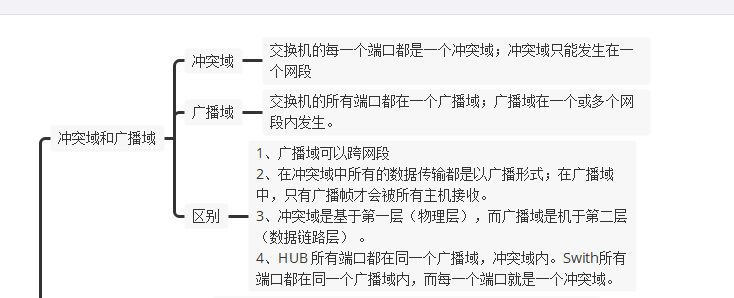 冲突域和广播域
冲突域
交换机的每一个端口都是一个冲突域；冲突域只能发生在一
个网段
广播域
交换机的所有端口都在一个广播域；广播域在一个或多个网
段内发生。
区别
1、广播域可以跨网段
2、在冲突域中所有的数据传输都是以广播形式；在广播域
中，只有广播帧才会被所有主机接收。
3、冲突域是基于第一层（物理层），而广播域是机于第二层
（数据链路层） 。
4、HUB 所有端口都在同一个广播域，冲突域内。Swith所有
端口都在同一个广播域内，而每一个端口就是一个冲突域。